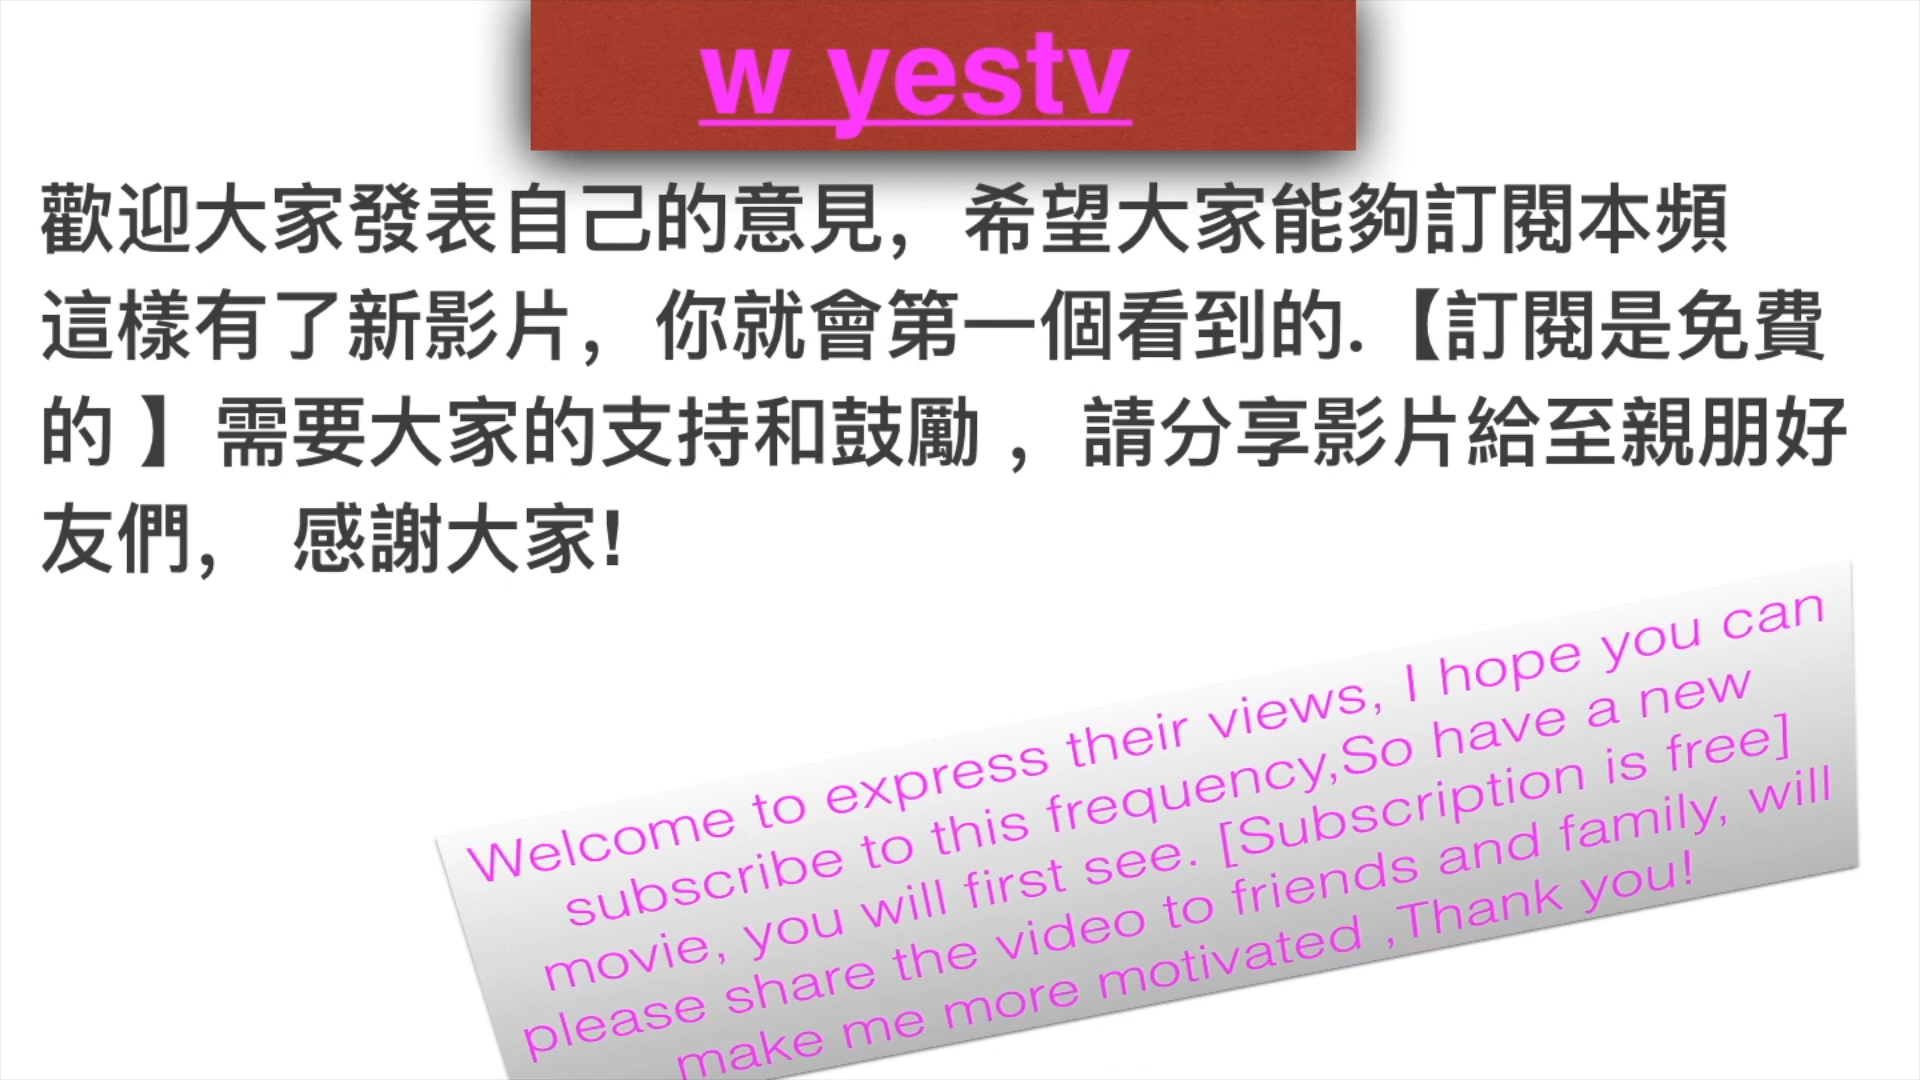 w yestv
歡迎大家發表自己的意見，希望大家能夠訂閱本頻
這樣有了新影片，你就會第一個看到的.【訂閱是免費
的 】需要大家的支持和鼓勵 ，請分享影片給至親朋好
友們， 感謝大家!
Welcome to express their views, I hope you can
subscribe to this frequency,So have a new
movie, you will first see. [Subscription is free]
please share the video to friends and family, will
make me more motivated ,Thank you!